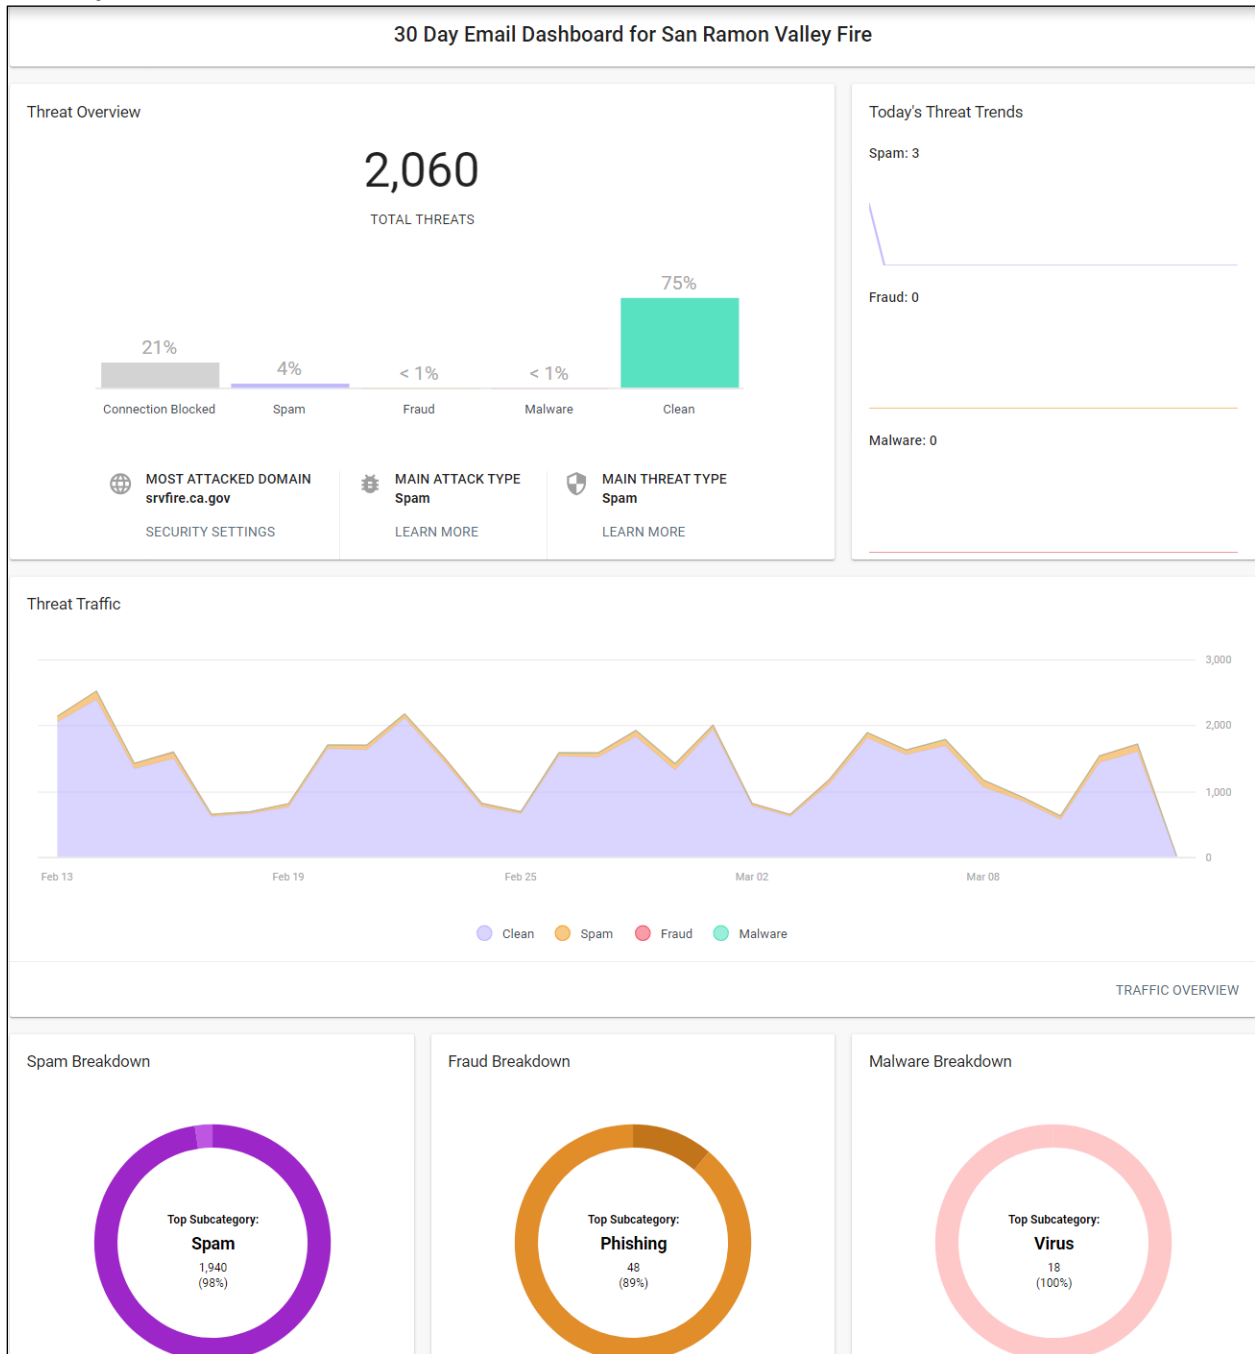 30 Day Email Dashboard for San Ramon Valley Fire
Threat Overview
2,060
TOTAL THREATS
21%
4%
< 1%
< 1%
75%
Connection Blocked
Spam
Fraud
Malware
Clean
MOST ATTACKED DOMAIN
srvfire.ca.gov
SECURITY SETTINGS
MAIN ATTACK TYPE
Spam
LEARN MORE
MAIN THREAT TYPE
Spam
LEARN MORE
Today's Threat Trends
Spam: 3
Fraud: 0
Malware: 0
Threat Traffic
3,000
2,000
1,000
0
Feb 13
Feb 19
Feb 25
Mar 02
Mar 08
Clean
Spam
Fraud
Malware
TRAFFIC OVERVIEW
Spam Breakdown
Top Subcategory:
Spam
1,940
(98%)
Fraud Breakdown
Top Subcategory:
Phishing
48
(89%)
Malware Breakdown
Top Subcategory:
Virus
18
(100%)